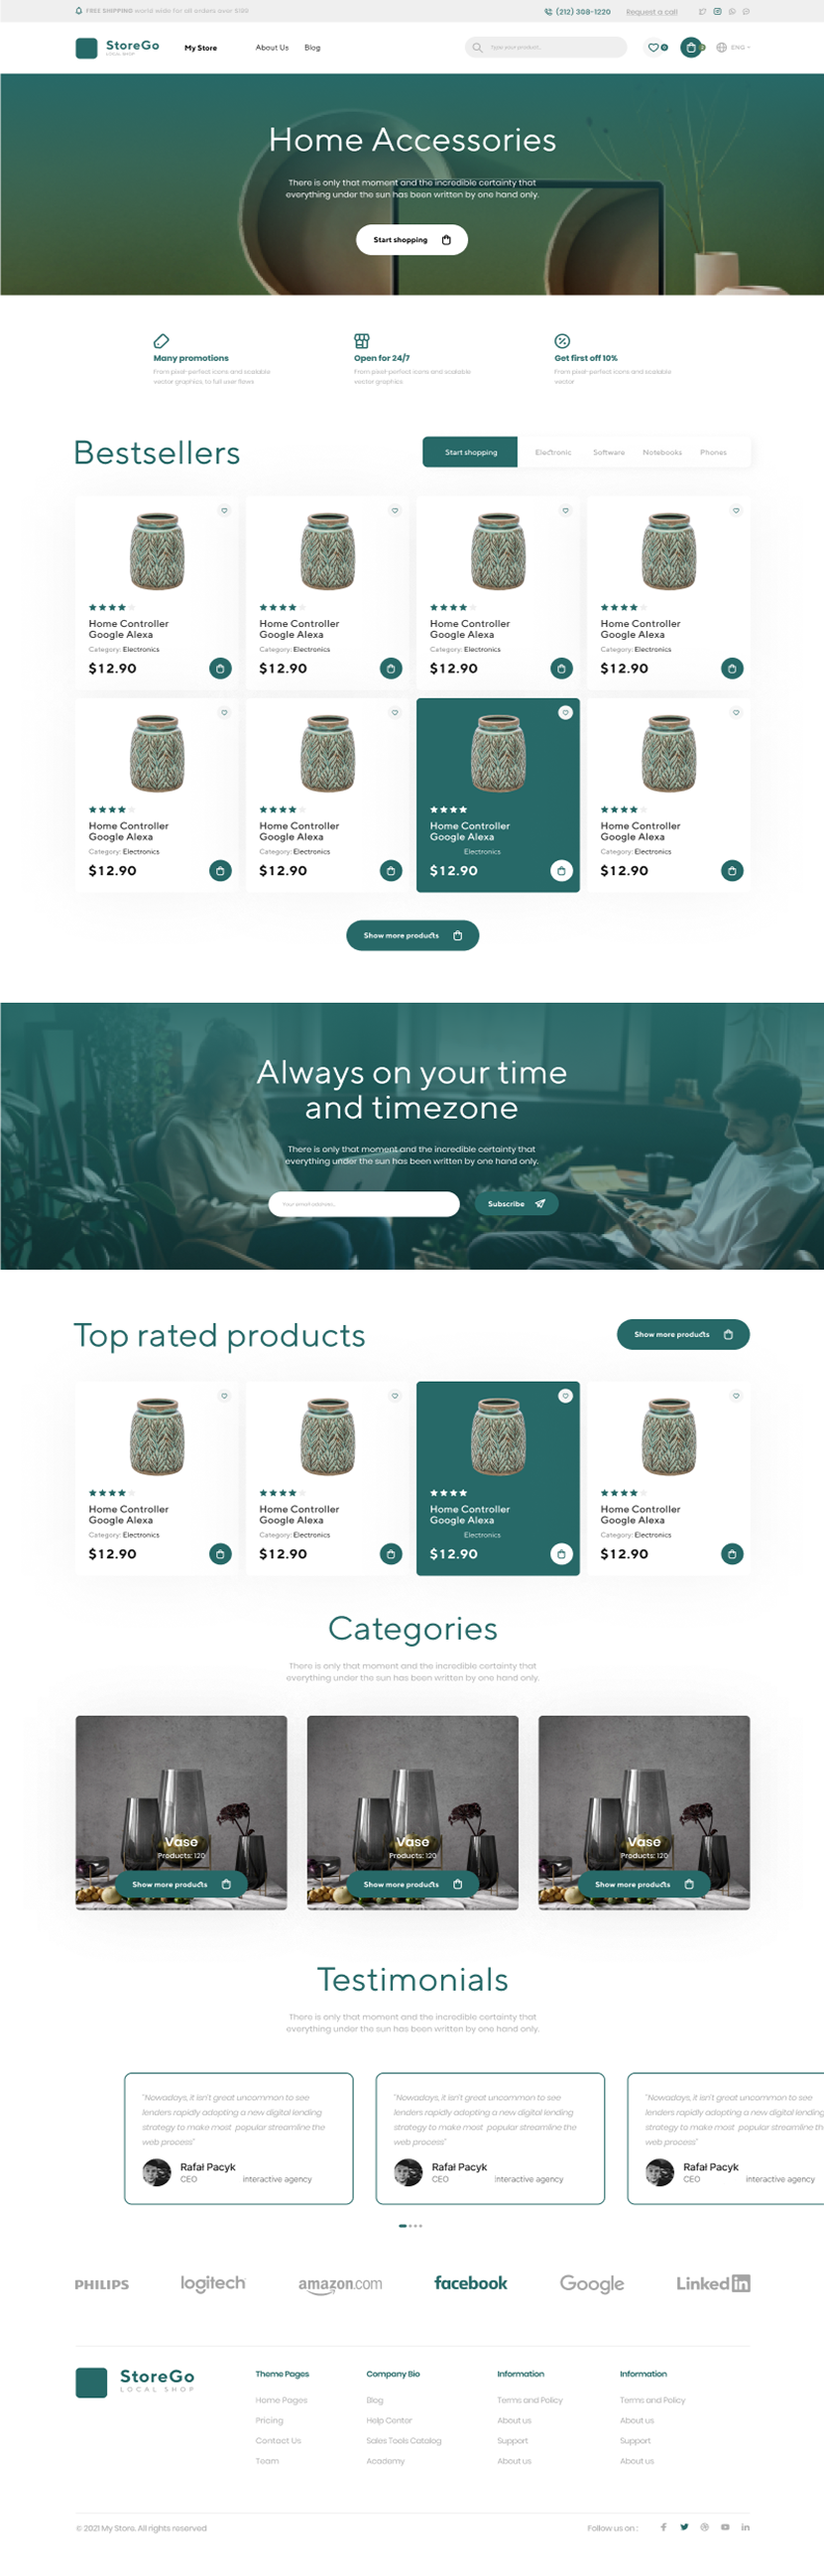 FREE SHIPPING world wide for all orders over $199
(212) 308-1220
Request a call
StoreGo
LOCAL SHOP
My Store
About Us
Blog
Type your product...
0
ENG
Home Accessories
There is only that moment and the incredible certainty that
everything under the sun has been written by one hand only.
Start shopping
Many promotions
From pixel-perfect icons and scalable
vector graphics, to full user flows
Open for 24/7
From pixel-perfect icons and scalable
vector graphics
Get first off 10%
From pixel-perfect icons and scalable
vector
Bestsellers
Start shopping
Electronic
Software
Notebooks
Phones
Home Controller
Google Alexa
Category: Electronics
$12.90
Home Controller
Google Alexa
Category: Electronics
$12.90
Home Controller
Google Alexa
Category: Electronics
$12.90
Home Controller
Google Alexa
Category: Electronics
$12.90
Home Controller
Google Alexa
Category: Electronics
$12.90
Home Controller
Google Alexa
Category: Electronics
$12.90
Home Controller
Google Alexa
Electronics
$12.90
Home Controller
Google Alexa
Category: Electronics
$12.90
Show more products
Always on your time
and timezone
There is only that moment and the incredible certainty that
everything under the sun has been written by one hand only.
Your email address...
Subscribe
Top rated products
Show more products
Home Controller
Google Alexa
Category: Electronics
$12.90
Home Controller
Google Alexa
Category: Electronics
$12.90
Home Controller
Google Alexa
Electronics
$12.90
Home Controller
Google Alexa
Category: Electronics
$12.90
Categories
There is only that moment and the incredible certainty that
everything under the sun has been written by one hand only.
Vase
Products: 120
Show more products
Vase
Products: 120
Show more products
Vase
Products: 120
Show more products
Testimonials
There is only that moment and the incredible certainty that
everything under the sun has been written by one hand only.
"Nowadays, it isn't great uncommon to see
lenders rapidly adopting a new digital lending
strategy to make most popular streamline the
web process"
Rafał Pacyk
CEO interactive agency
"Nowadays, it isn't great uncommon to see
lenders rapidly adopting a new digital lending
strategy to make most popular streamline the
web process"
Rafał Pacyk
CEO interactive agency
"Nowadays, it isn't great uncommon to see
lenders rapidly adopting a new digital lending
strategy to make most popular streamline th
web process"
Rafał Pacyk
CEO interactive agency
PHILIPS
logitech
amazon.com
facebook
Google
Linked in
StoreGo
LOCAL SHOP
Theme Pages
Home Pages
Pricing
Contact Us
Team
Company Bio
Blog
Help Center
Sales Tools Catalog
Academy
Information
Terms and Policy
About us
Support
About us
Information
Terms and Policy
About us
Support
About us
© 2021 My Store. All rights reserved
Follow us on :